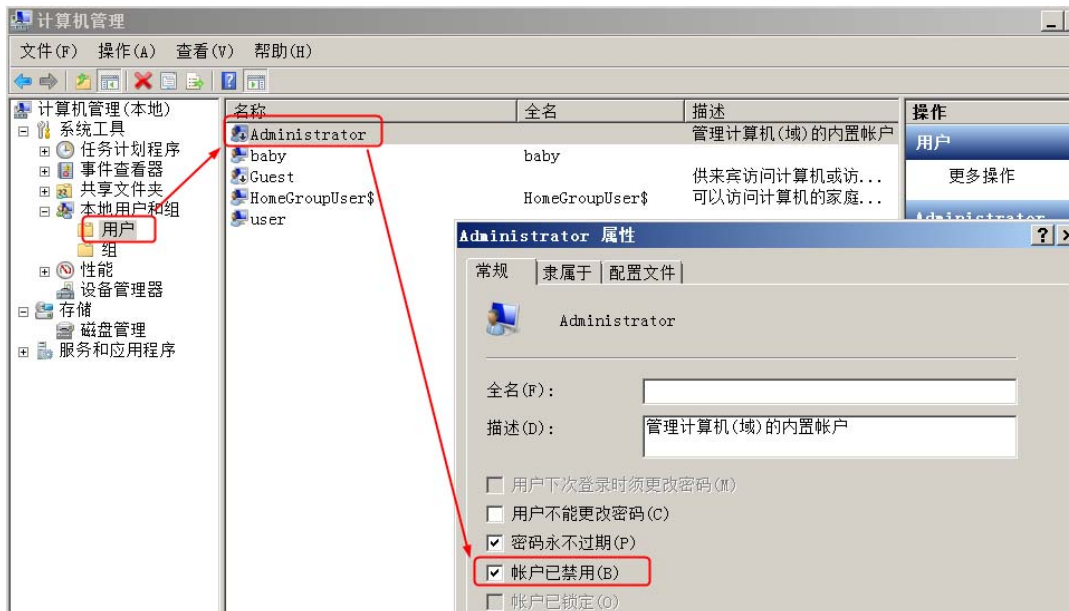 计算机管理
文件(F) 操作(A) 查看(V) 帮助(H)
计算机管理(本地)
系统工具
任务计划程序
事件查看器
共享文件夹
本地用户和组
用户
组
性能
设备管理器
存储
磁盘管理
服务和应用程序
名称 全名 描述
Administrator 管理计算机(域)的内置帐户
baby baby
Guest 供来宾访问计算机或访...
HomeGroupUser$ HomeGroupUser$ 可以访问计算机的家庭...
user
操作
用户
更多操作
Administrator
Administrator 属性
常规 隶属于 配置文件
Administrator
全名(F):
描述(D): 管理计算机(域)的内置帐户
用户下次登录时须更改密码(M)
用户不能更改密码(C)
密码永不过期(P)
帐户已禁用(B)
帐户已锁定(O)